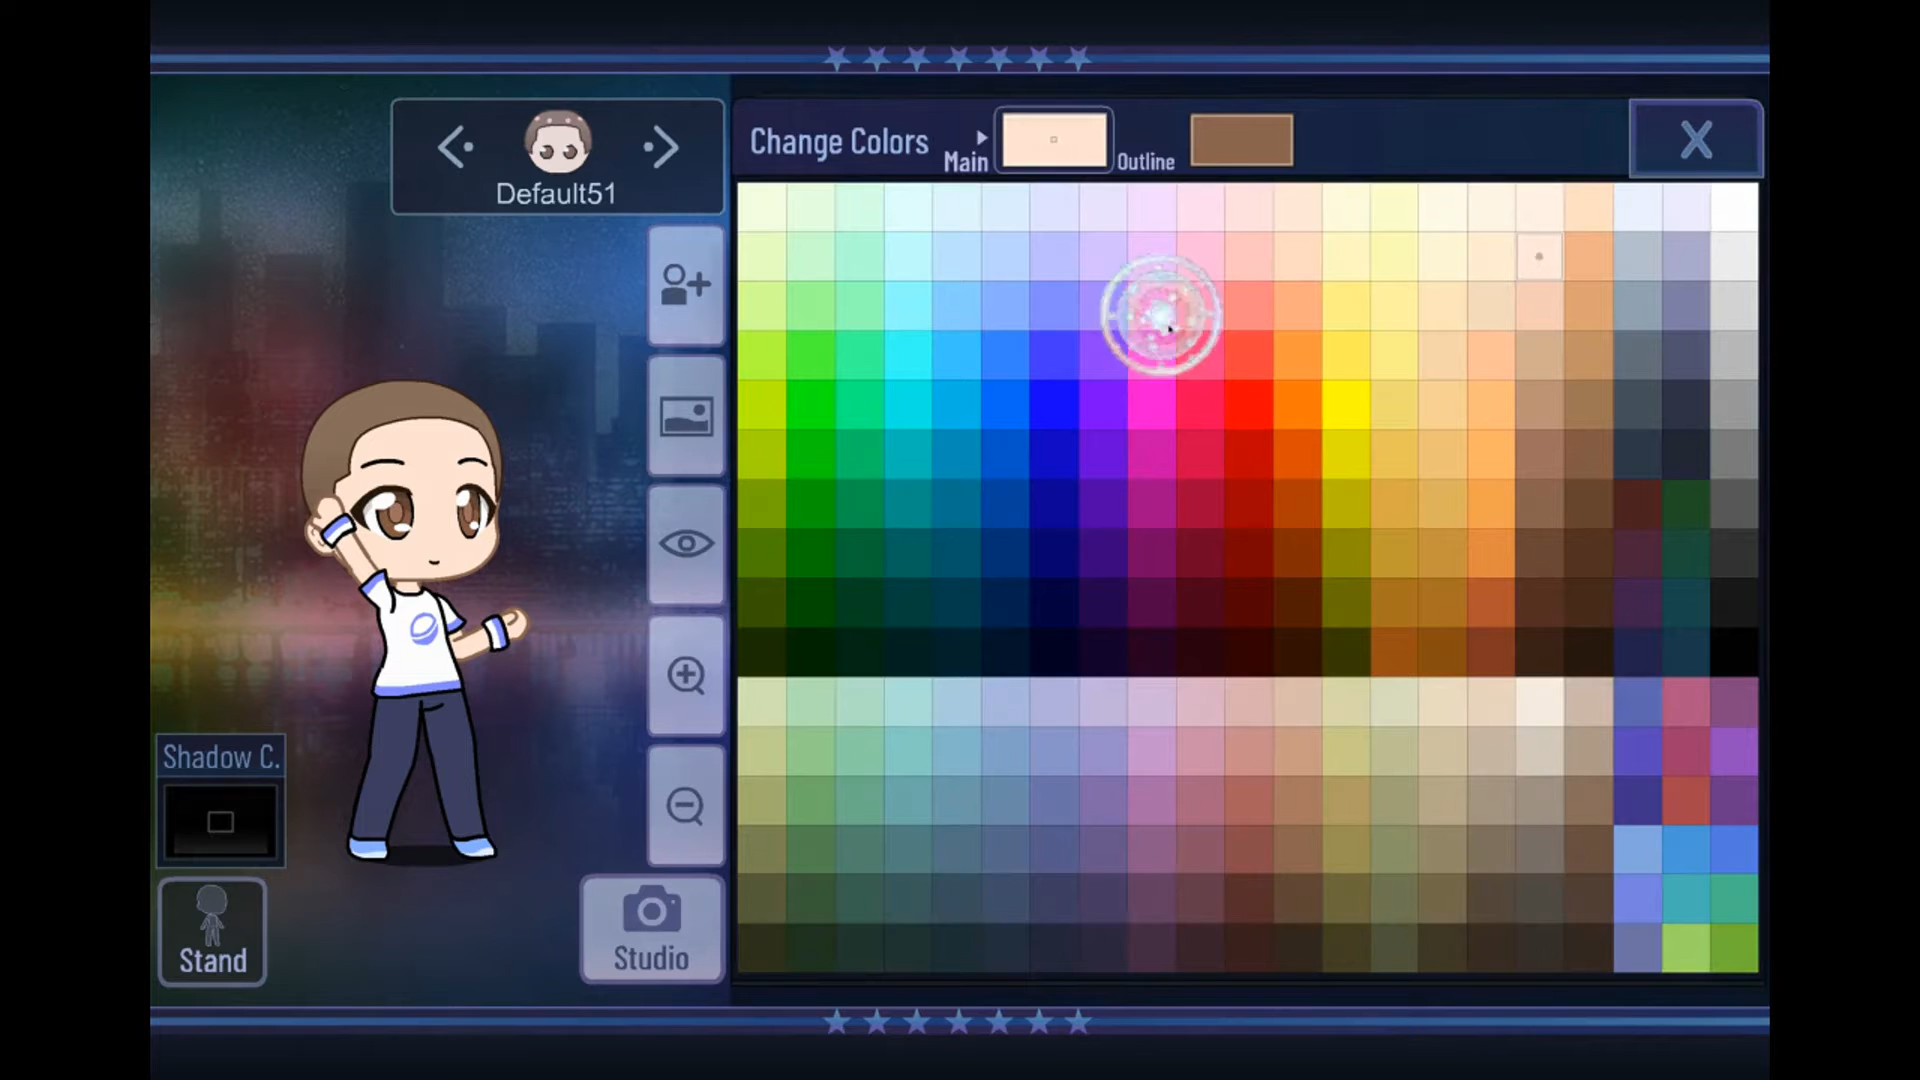 Default51
Change Colors
Main
Outline
X
Shadow C.
Stand
Studio